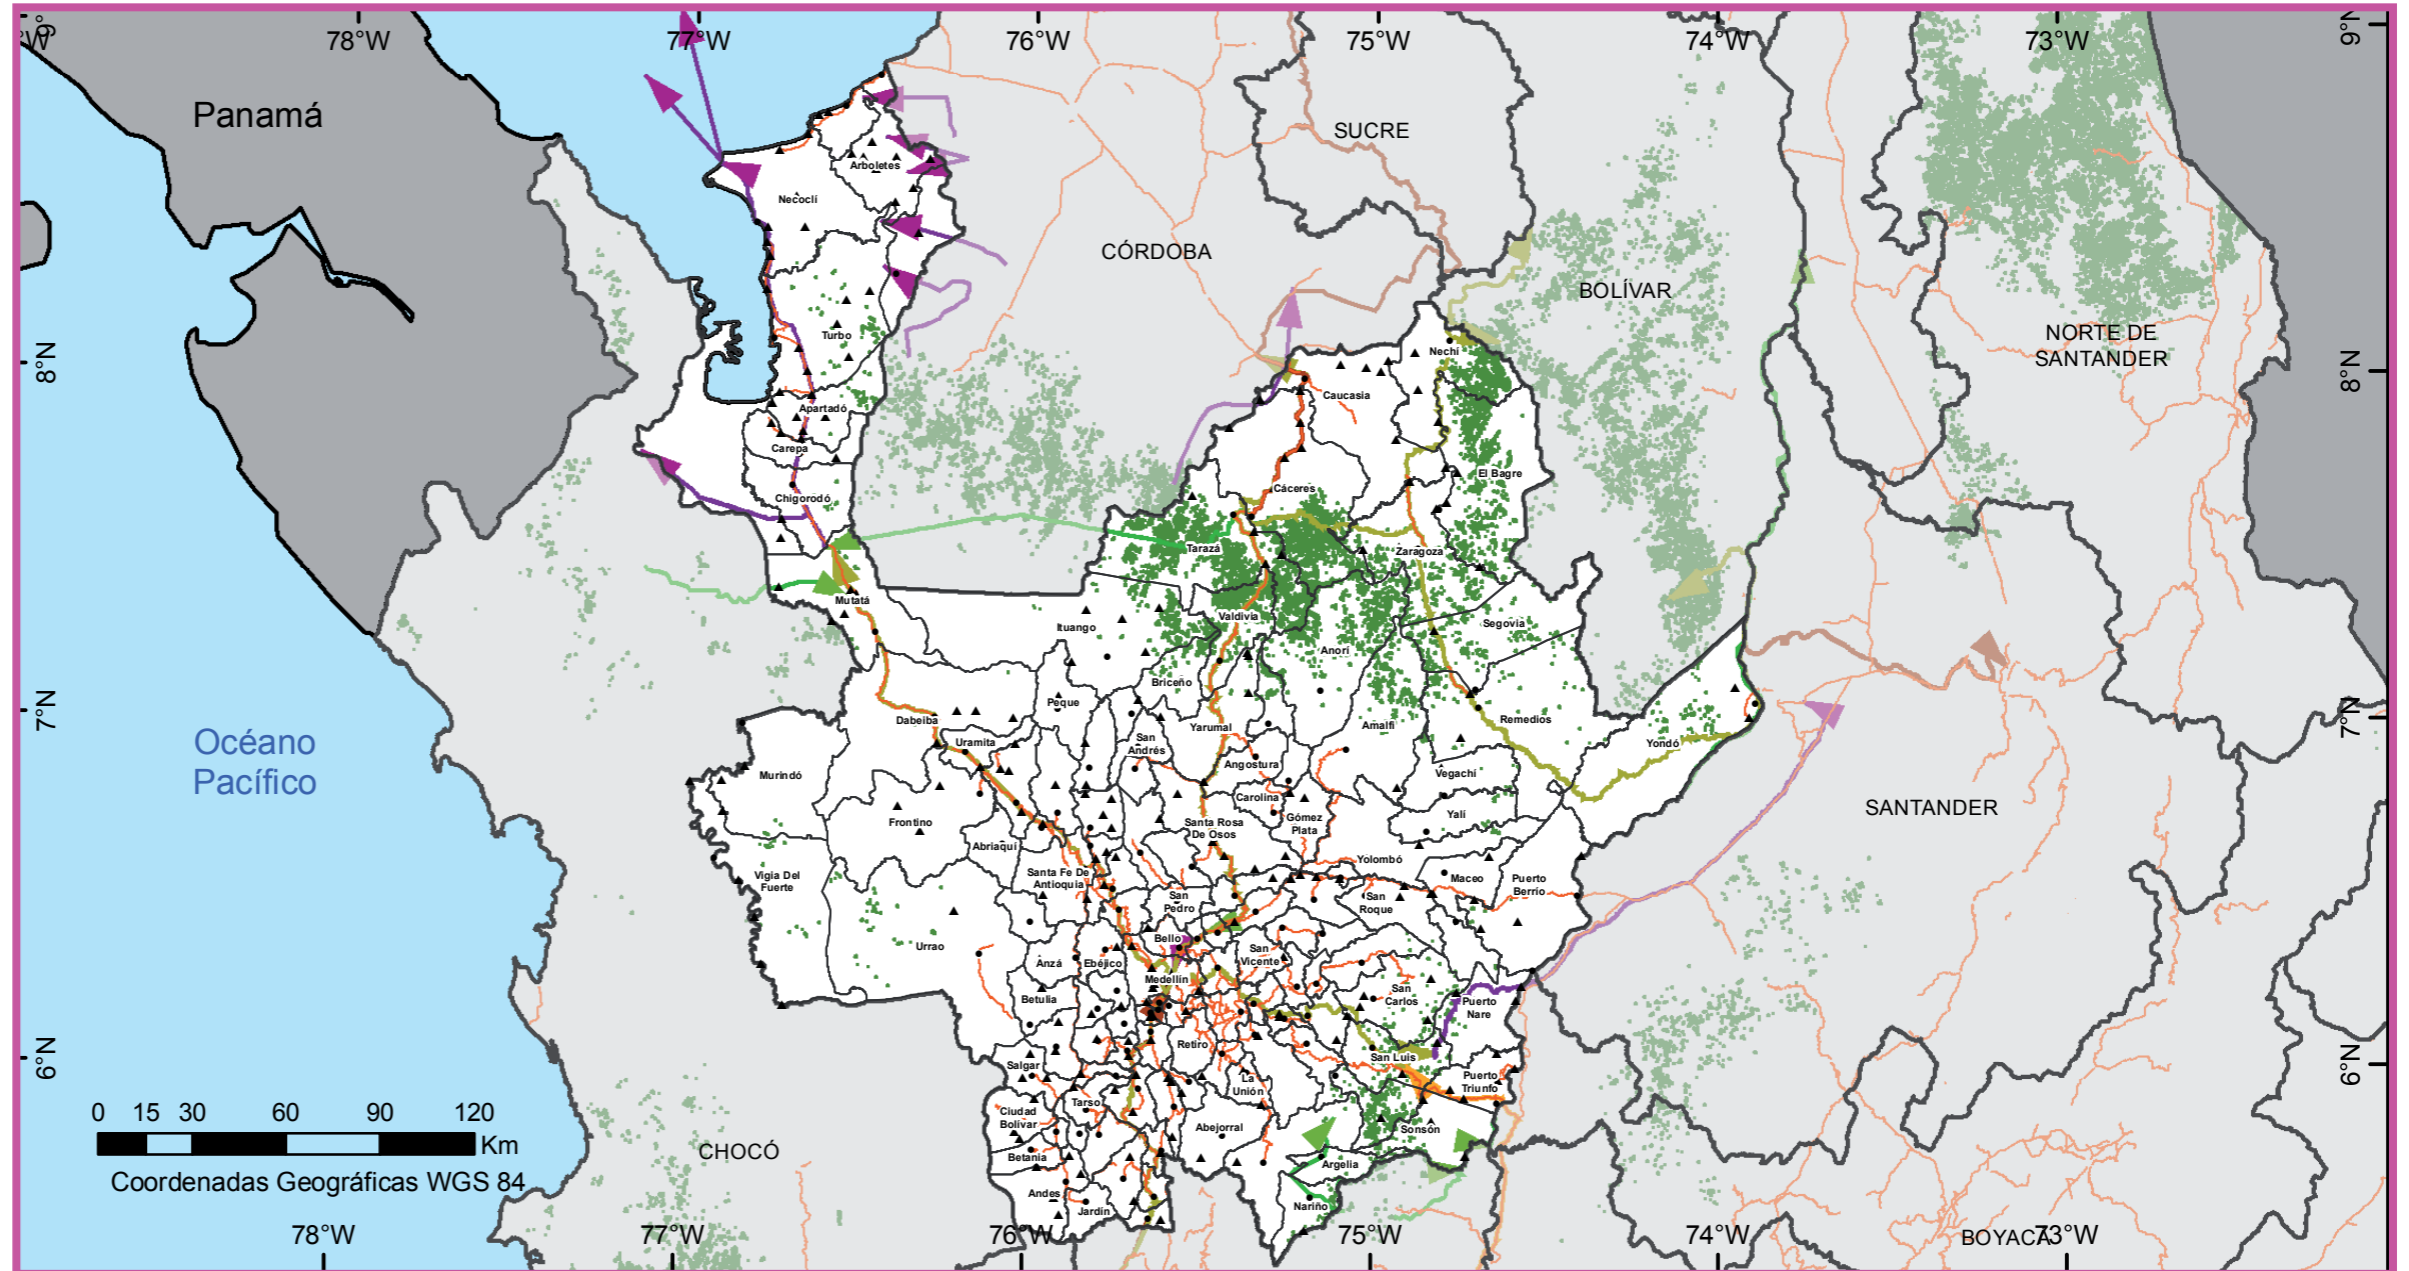 9°W
78°W
77°W
76°W
75°W
74°W
73°W
9°N
Panamá
SUCRE
Arboletes
Necoclí
CÓRDOBA
BOLÍVAR
NORTE DE
SANTANDER
Turbo
Nechí
8°N
8°N
Caucasia
Apartadó
Carepa
El Bagre
Cáceres
Chigorodó
Tarazá
Zaragoza
Mutatá
Valdivia
Segovia
Ituango
Anorí
Briceño
Peque
7°N
7°N
Dabeiba
Yarumal
Amalfi
Remedios
Uramita
San
Andrés
Yondó
Océano
Pacífico
Murindó
Angostura
Vegachí
Carolina
SANTANDER
Frontino
Santa Rosa
De Osos
Gómez
Plata
Yalí
Abriaquí
Yolombó
Vigía Del
Fuerte
Santa Fe De
Antioquia
Maceo
Puerto
Berrío
San
Pedro
San
Roque
Urrao
Bello
San
Vicente
Anzá
Ebéjico
Medellín
Betulia
San
Carlos
Puerto
Nare
6°N
6°N
Retiro
San Luis
Salgar
La
Unión
Puerto
Triunfo
0 15 30 60 90 120
Km
Ciudad
Bolívar
Tarso
Abejorral
Sonsón
CHOCÓ
Betania
Argelia
Coordenadas Geográficas WGS 84
Andes
Jardín
Nariño
78°W
77°W
76°W
75°W
74°W
BOYACÁ
73°W